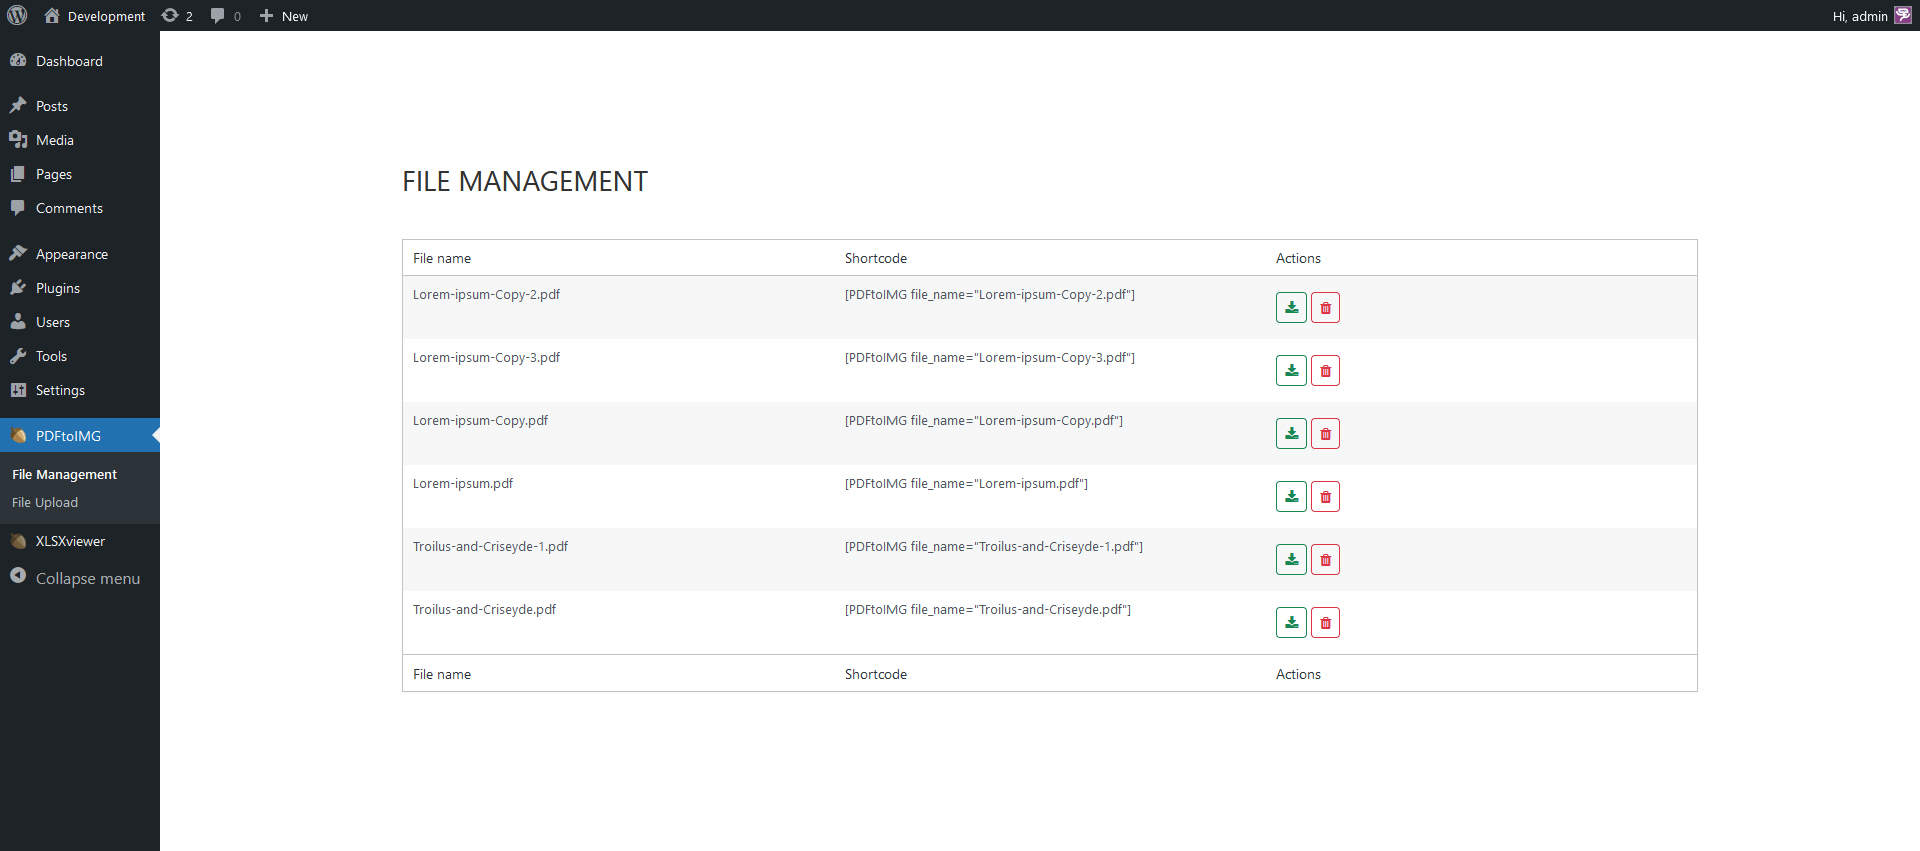 Development 2 0 New Hi, admin
Dashboard
Posts
Media
Pages
Comments
Appearance
Plugins
Users
Tools
Settings
PDFtoIMG
File Management
File Upload
XLSXviewer
Collapse menu
FILE MANAGEMENT
File name Shortcode Actions
Lorem-ipsum-Copy-2.pdf [PDFtoIMG file_name="Lorem-ipsum-Copy-2.pdf"]
Lorem-ipsum-Copy-3.pdf [PDFtoIMG file_name="Lorem-ipsum-Copy-3.pdf"]
Lorem-ipsum-Copy.pdf [PDFtoIMG file_name="Lorem-ipsum-Copy.pdf"]
Lorem-ipsum.pdf [PDFtoIMG file_name="Lorem-ipsum.pdf"]
Troilus-and-Criseyde-1.pdf [PDFtoIMG file_name="Troilus-and-Criseyde-1.pdf"]
Troilus-and-Criseyde.pdf [PDFtoIMG file_name="Troilus-and-Criseyde.pdf"]
File name Shortcode Actions